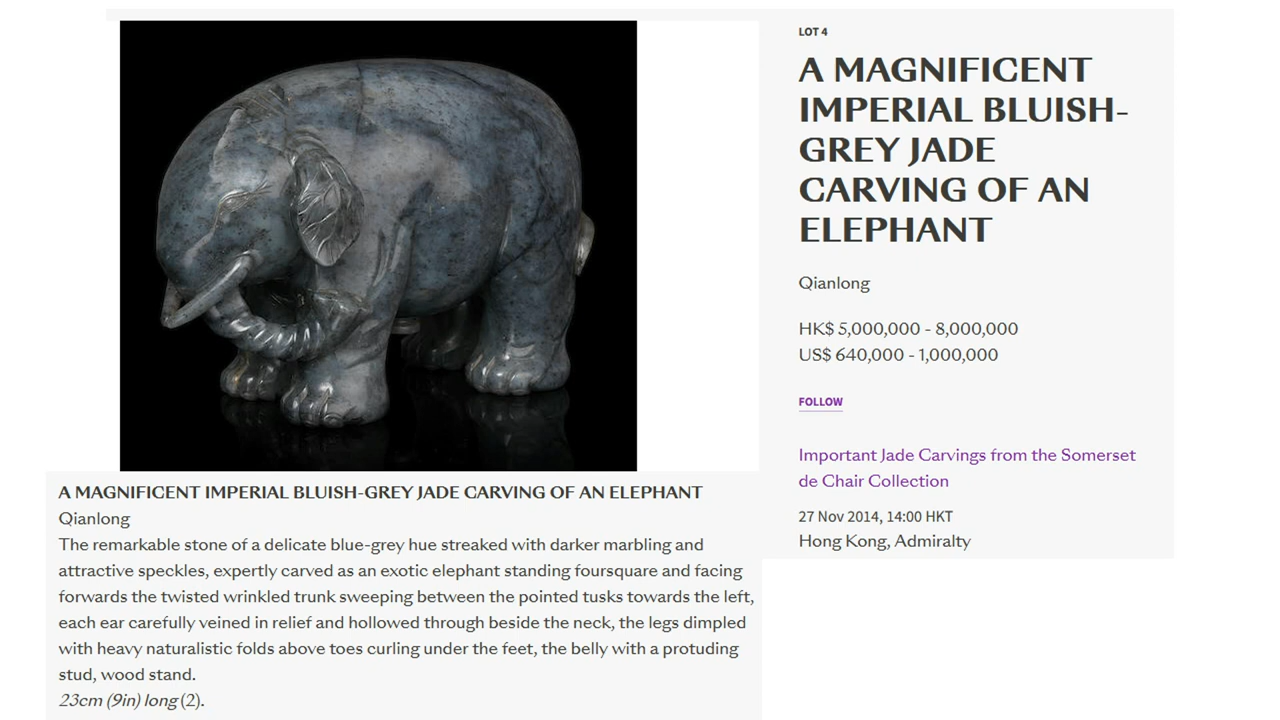 LOT 4
A MAGNIFICENT
IMPERIAL BLUISH-
GREY JADE
CARVING OF AN
ELEPHANT
Qianlong
HK$ 5,000,000 - 8,000,000
US$ 640,000 - 1,000,000
FOLLOW
Important Jade Carvings from the Somerset
de Chair Collection
27 Nov 2014, 14:00 HKT
Hong Kong, Admiralty
A MAGNIFICENT IMPERIAL BLUISH-GREY JADE CARVING OF AN ELEPHANT
Qianlong
The remarkable stone of a delicate blue-grey hue streaked with darker marbling and
attractive speckles, expertly carved as an exotic elephant standing foursquare and facing
forwards the twisted wrinkled trunk sweeping between the pointed tusks towards the left,
each ear carefully veined in relief and hollowed through beside the neck, the legs dimpled
with heavy naturalistic folds above toes curling under the feet, the belly with a protuding
stud, wood stand.
23cm (9in) long (2).